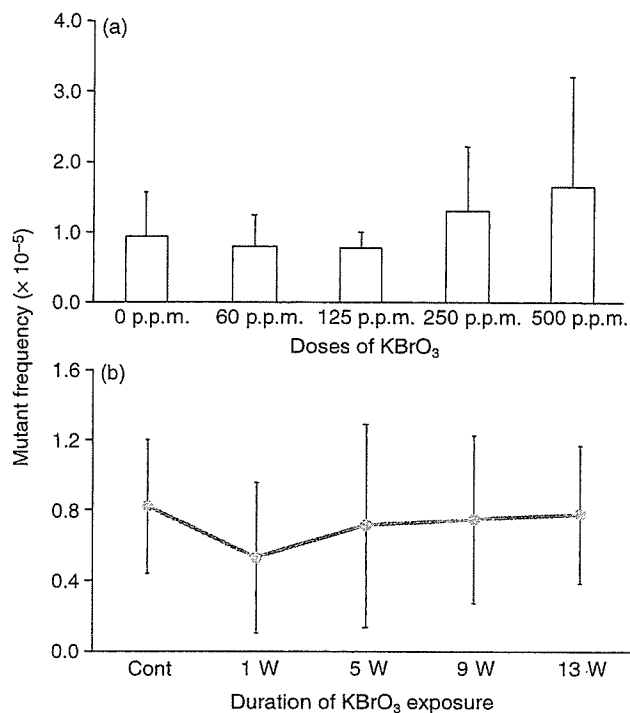 (a)
4.0
3.0
2.0
1.0
0.0
0 p.p.m. 60 p.p.m. 125 p.p.m. 250 p.p.m. 500 p.p.m.
Doses of KBrO₃
Mutant frequency (× 10⁻⁵)
(b)
1.6
1.2
0.8
0.4
0.0
Cont 1 W 5 W 9 W 13 W
Duration of KBrO₃ exposure